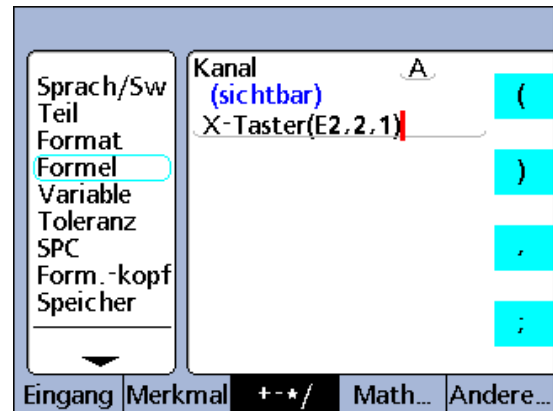 Sprach/Sw
Teil
Format
Formel
Variable
Toleranz
SPC
Form.-kopf
Speicher
Kanal A
(sichtbar)
X-Taster(E2,2,1)
(
)
,
;
Eingang Merkmal +-*/ Math... Andere...